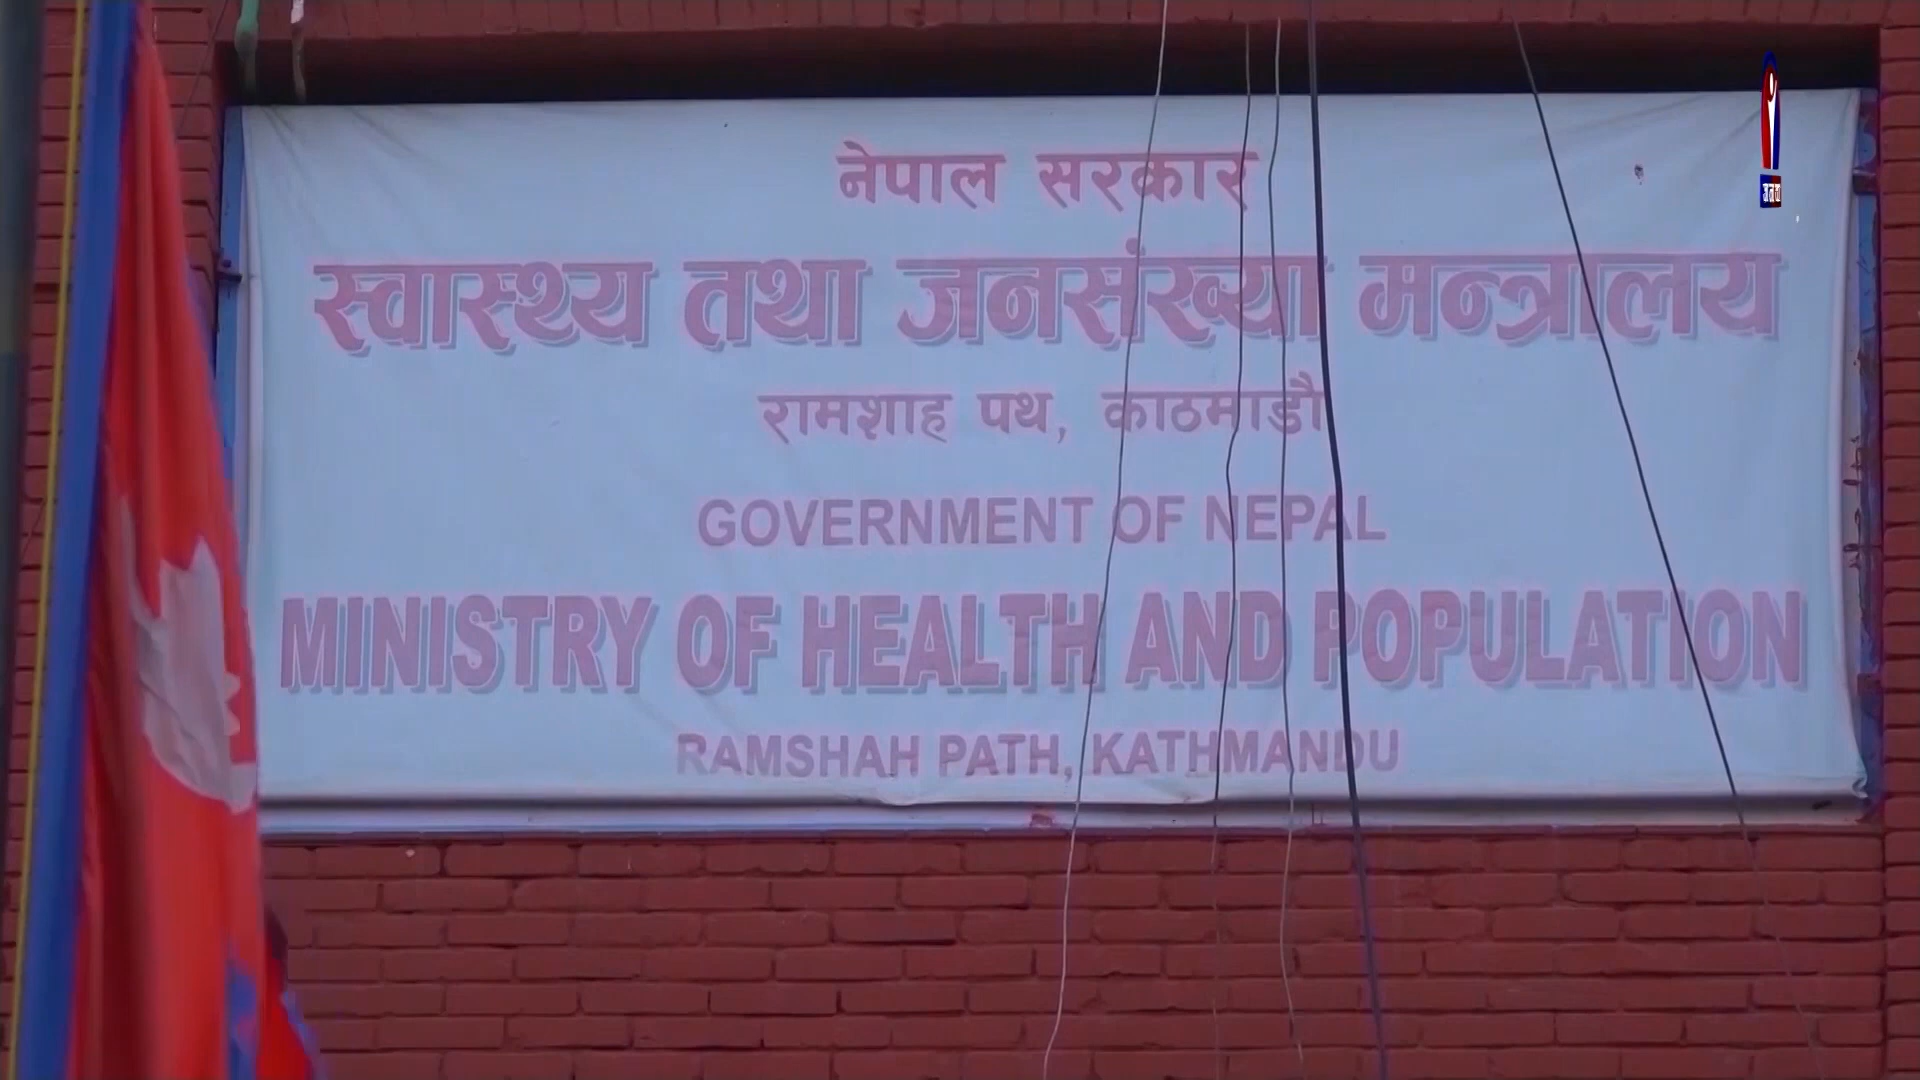 नेपाल सरकार
स्वास्थ्य तथा जनसंख्या मन्त्रालय
रामशाह पथ, काठमाडौं
GOVERNMENT OF NEPAL
MINISTRY OF HEALTH AND POPULATION
RAMSHAH PATH, KATHMANDU